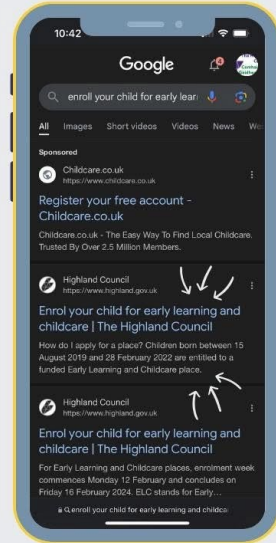 10:42
Google
enroll your child for early lear
All Images Short videos Videos News
Sponsored
Childcare.co.uk
https://www.childcare.co.uk
Register your free account -
Childcare.co.uk
Childcare.co.uk - The Easy Way To Find Local Childcare.
Trusted By Over 2.5 Million Members.
Highland Council
https://www.highland.gov.uk
Enrol your child for early learning and
childcare | The Highland Council
How do I apply for a place? Children born between 15
August 2019 and 28 February 2022 are entitled to a
funded Early Learning and Childcare place.
Highland Council
https://www.highland.gov.uk
Enrol your child for early learning and
childcare | The Highland Council
For Early Learning and Childcare places, enrolment week
commences Monday 12 February and concludes on
Friday 16 February 2024. ELC stands for Early...
enroll your child for early learning and childca